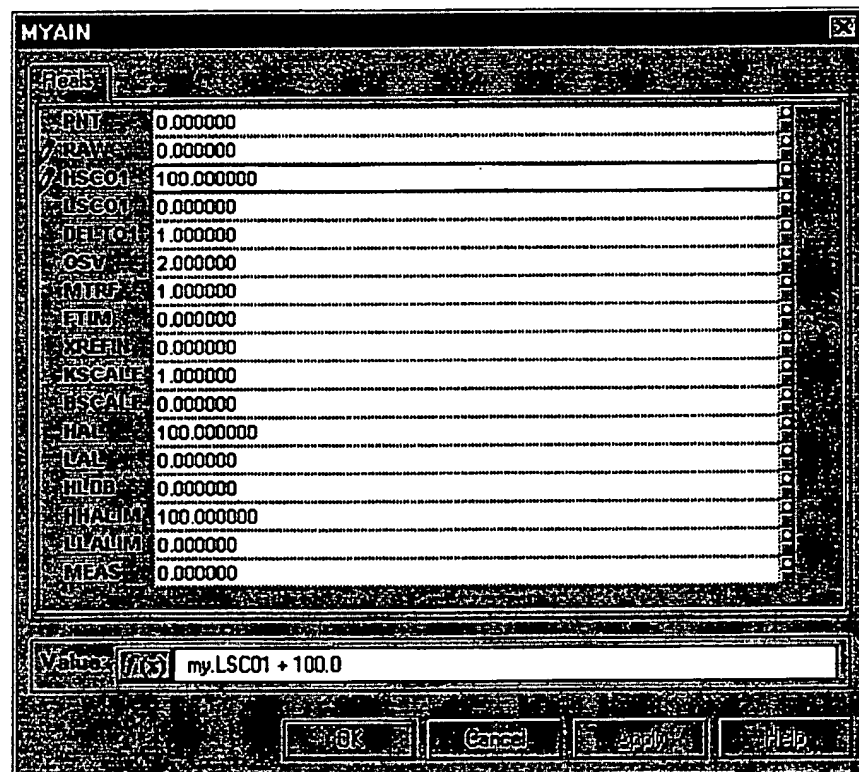 MYAIN
Reals
PNT 0.000000
RAW 0.000000
HSCO1 100.000000
LSCO1 0.000000
DELTO1 1.000000
OSV 2.000000
MTRF 1.000000
FTIM 0.000000
XREFIN 0.000000
KSCALE 1.000000
BSCALE 0.000000
HAL 100.000000
LAL 0.000000
HLDB 0.000000
HHALIM 100.000000
LLALIM 0.000000
MEAS 0.000000
Value: f(x) my.LSC01 + 100.0
OK Cancel Apply Help